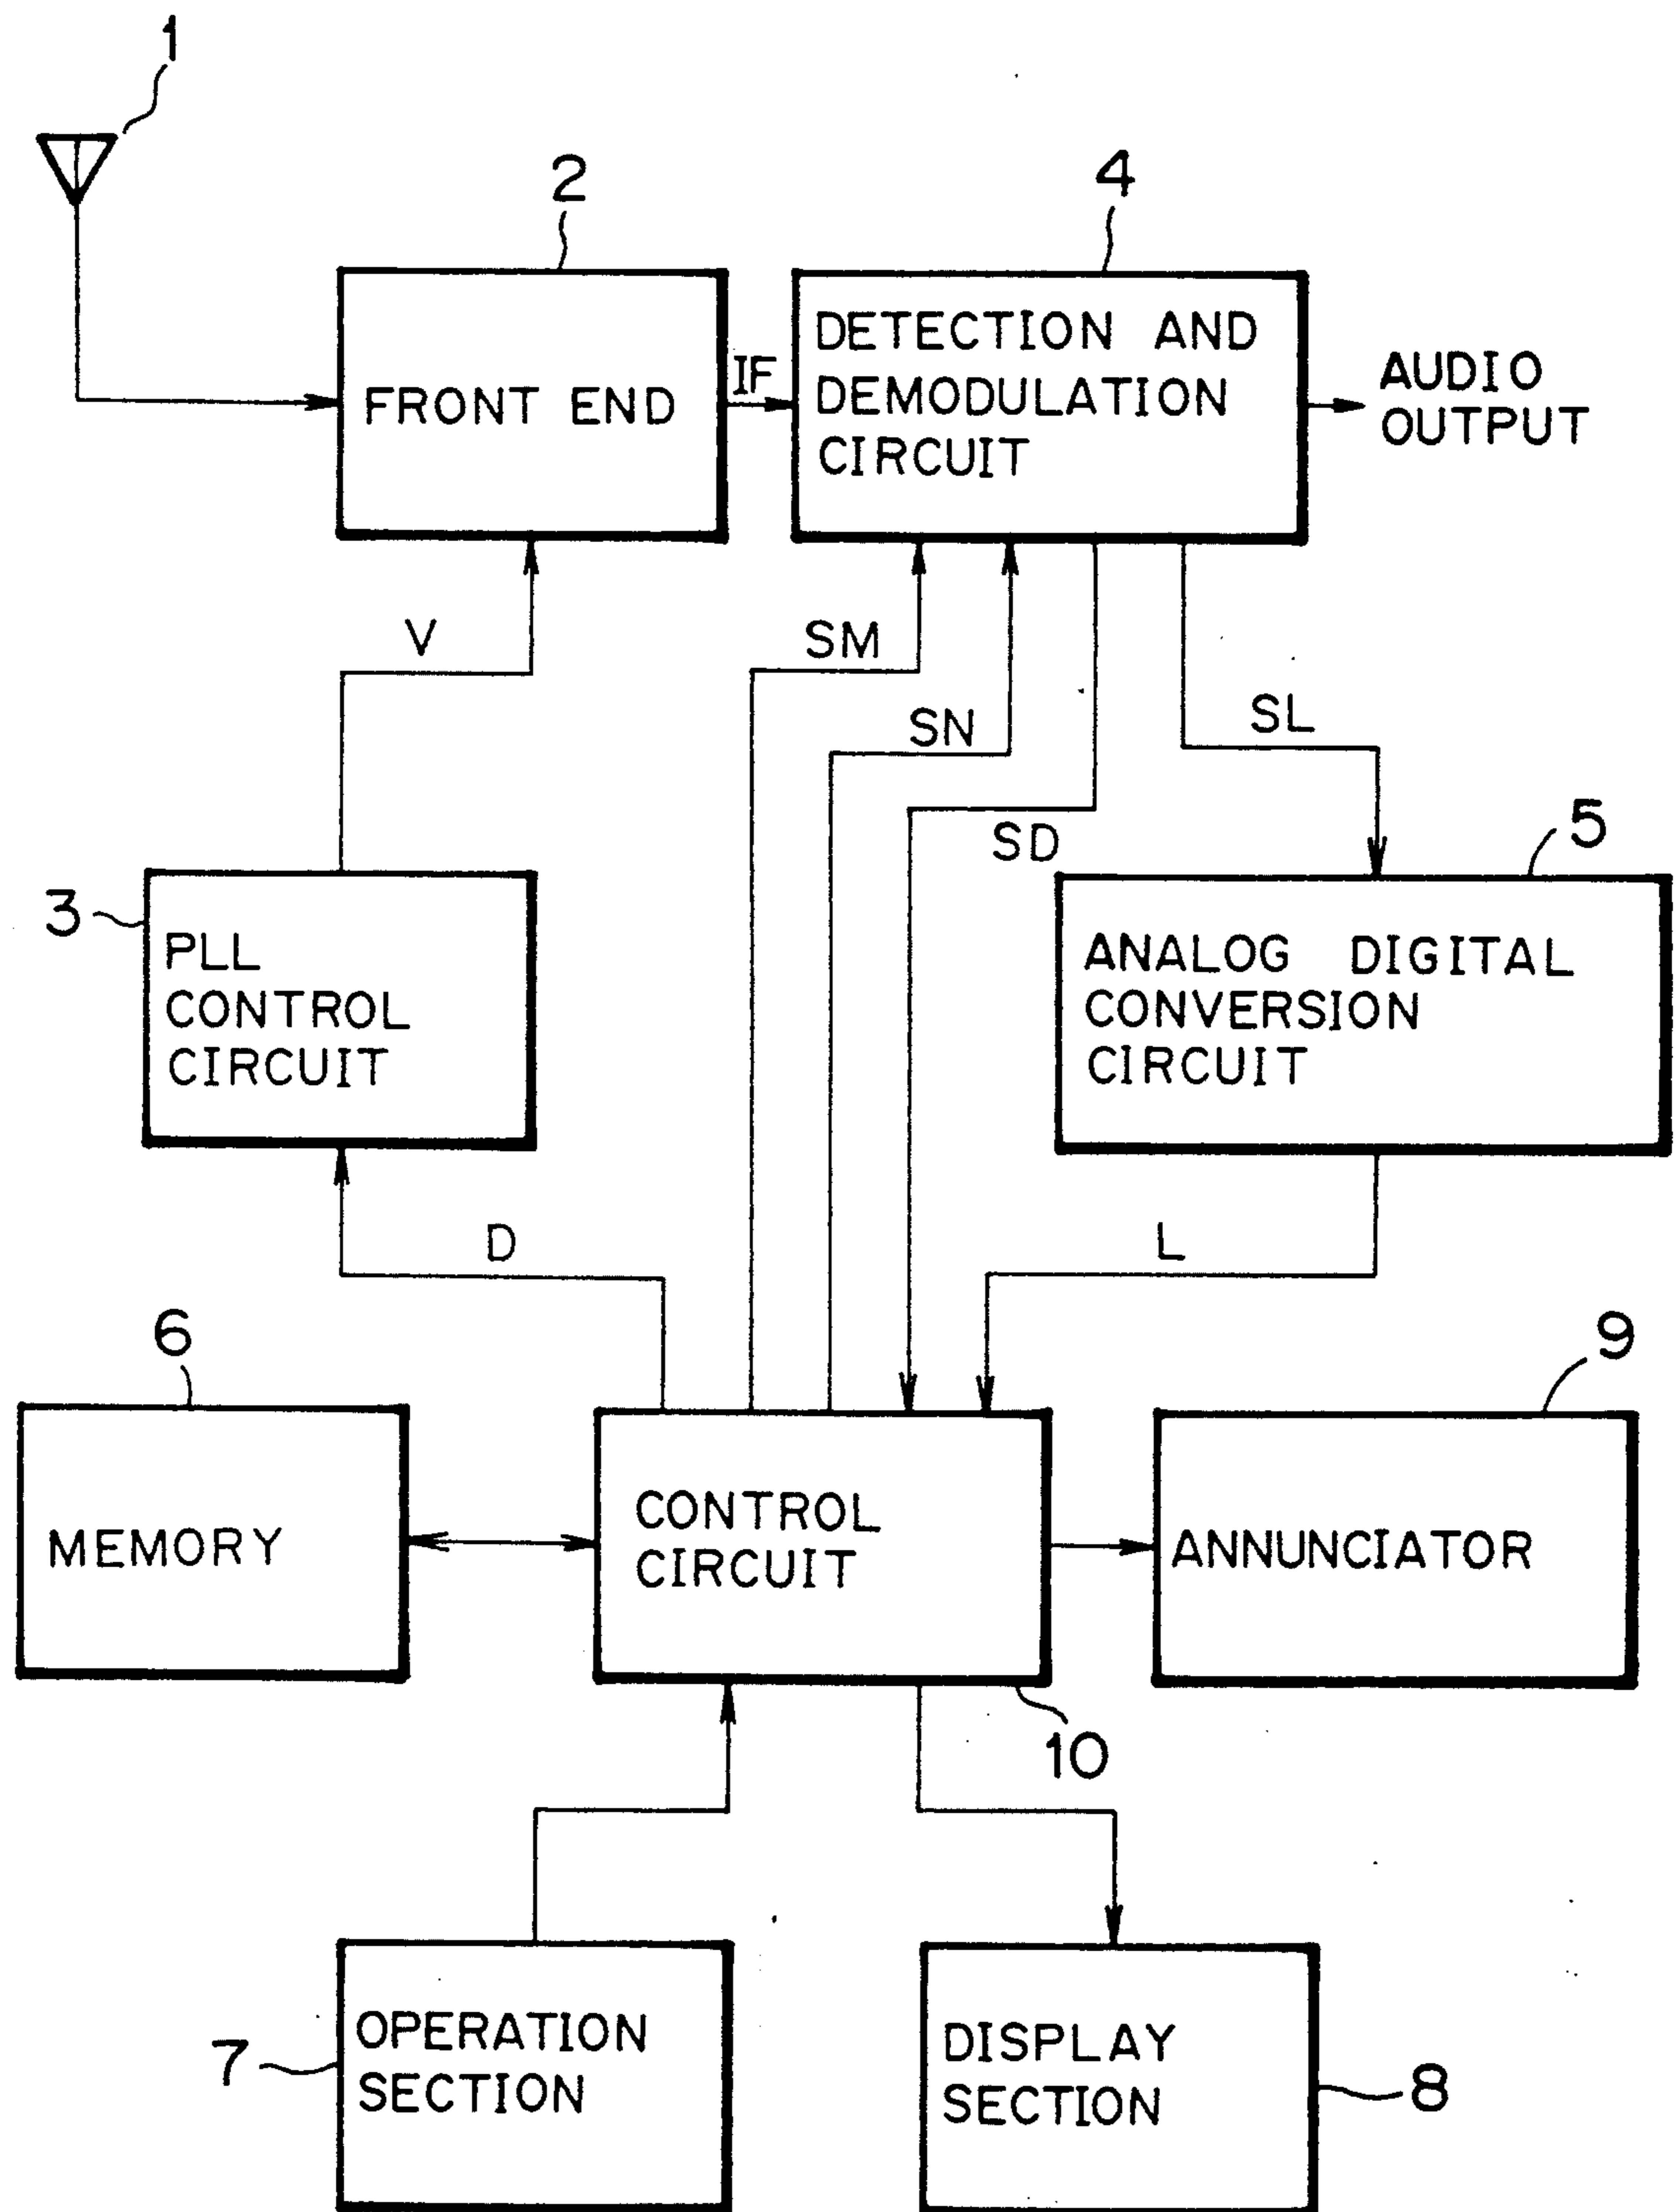 1
2
4
FRONT END
IF
DETECTION AND
DEMODULATION
CIRCUIT
AUDIO
OUTPUT
V
SM
SN
SD
SL
3
PLL
CONTROL
CIRCUIT
5
ANALOG DIGITAL
CONVERSION
CIRCUIT
D
L
6
MEMORY
CONTROL
CIRCUIT
10
9
ANNUNCIATOR
7
OPERATION
SECTION
DISPLAY
SECTION
8